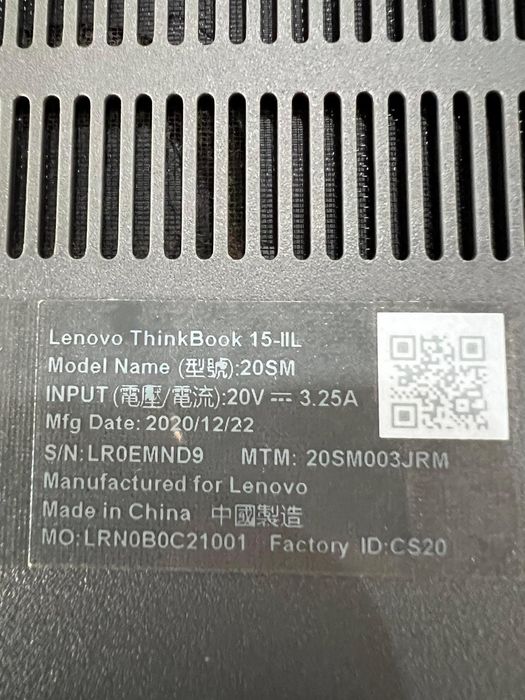 Lenovo ThinkBook 15-IIL
Model Name (型號):20SM
INPUT (電壓/電流):20V ⎓ 3.25A
Mfg Date: 2020/12/22
S/N:LR0EMND9 MTM: 20SM003JRM
Manufactured for Lenovo
Made in China 中國製造
MO:LRN0B0C21001 Factory ID:CS20